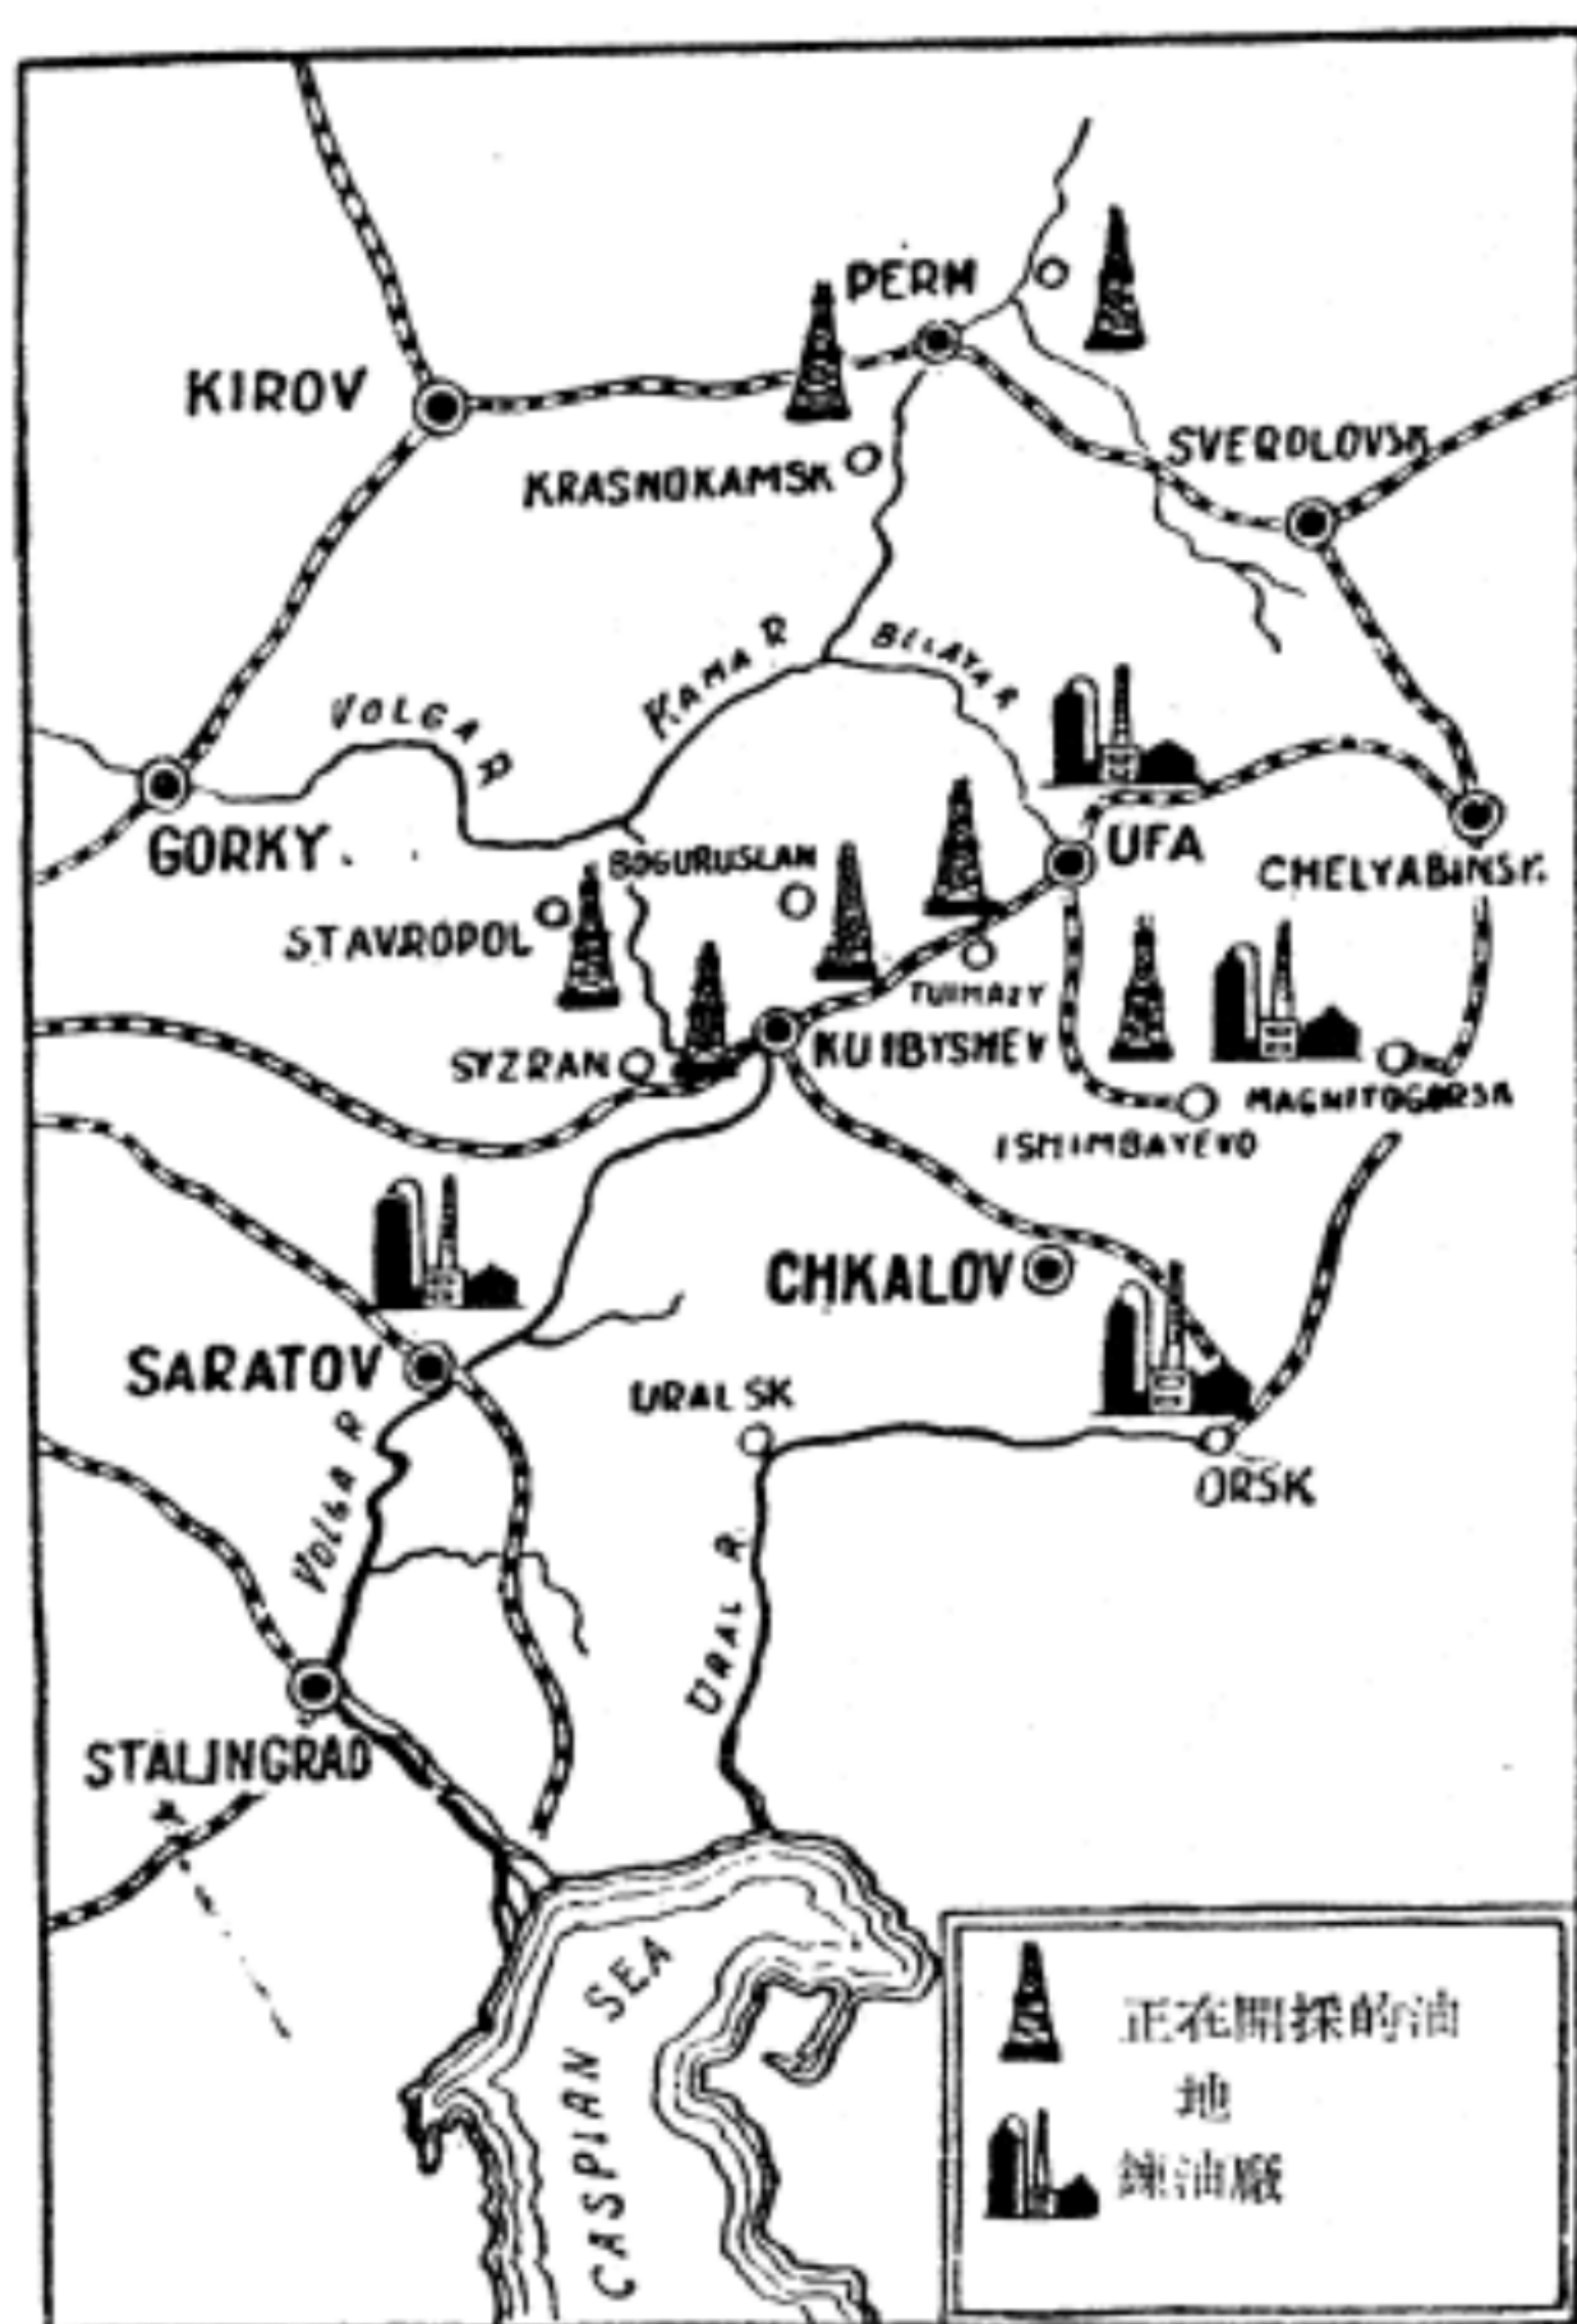 PERM
KIROV
SVERDLOVSK
KRASNOKAMSK
KAMA R
BELAYA R
VOLGA R
GORKY
UFA
BOGURUSLAN
CHELYABINSK
STAVROPOL
TUIMAZY
SYZRAN
KUIBYSHEV
MAGNITOGORSK
ISHIMBAYEVO
CHKALOV
SARATOV
URALSK
ORSK
VOLGA R
URAL R.
STALINGRAD
CASPIAN SEA
正在開採的油
地
鍊油廠